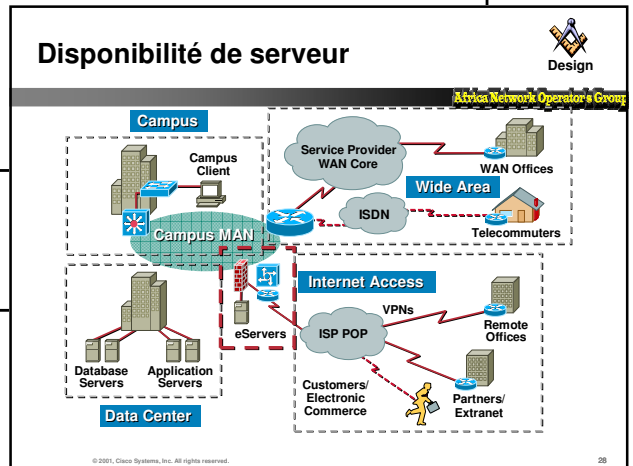 Disponibilité de serveur
Design
Africa Network Operator's Group
Campus
Campus
Client
Campus MAN
Service Provider
WAN Core
WAN Offices
Wide Area
ISDN
Telecommuters
Internet Access
eServers
ISP POP
VPNs
Remote
Offices
Customers/
Electronic
Commerce
Partners/
Extranet
Database
Servers
Application
Servers
Data Center
© 2001, Cisco Systems, Inc. All rights reserved.
28